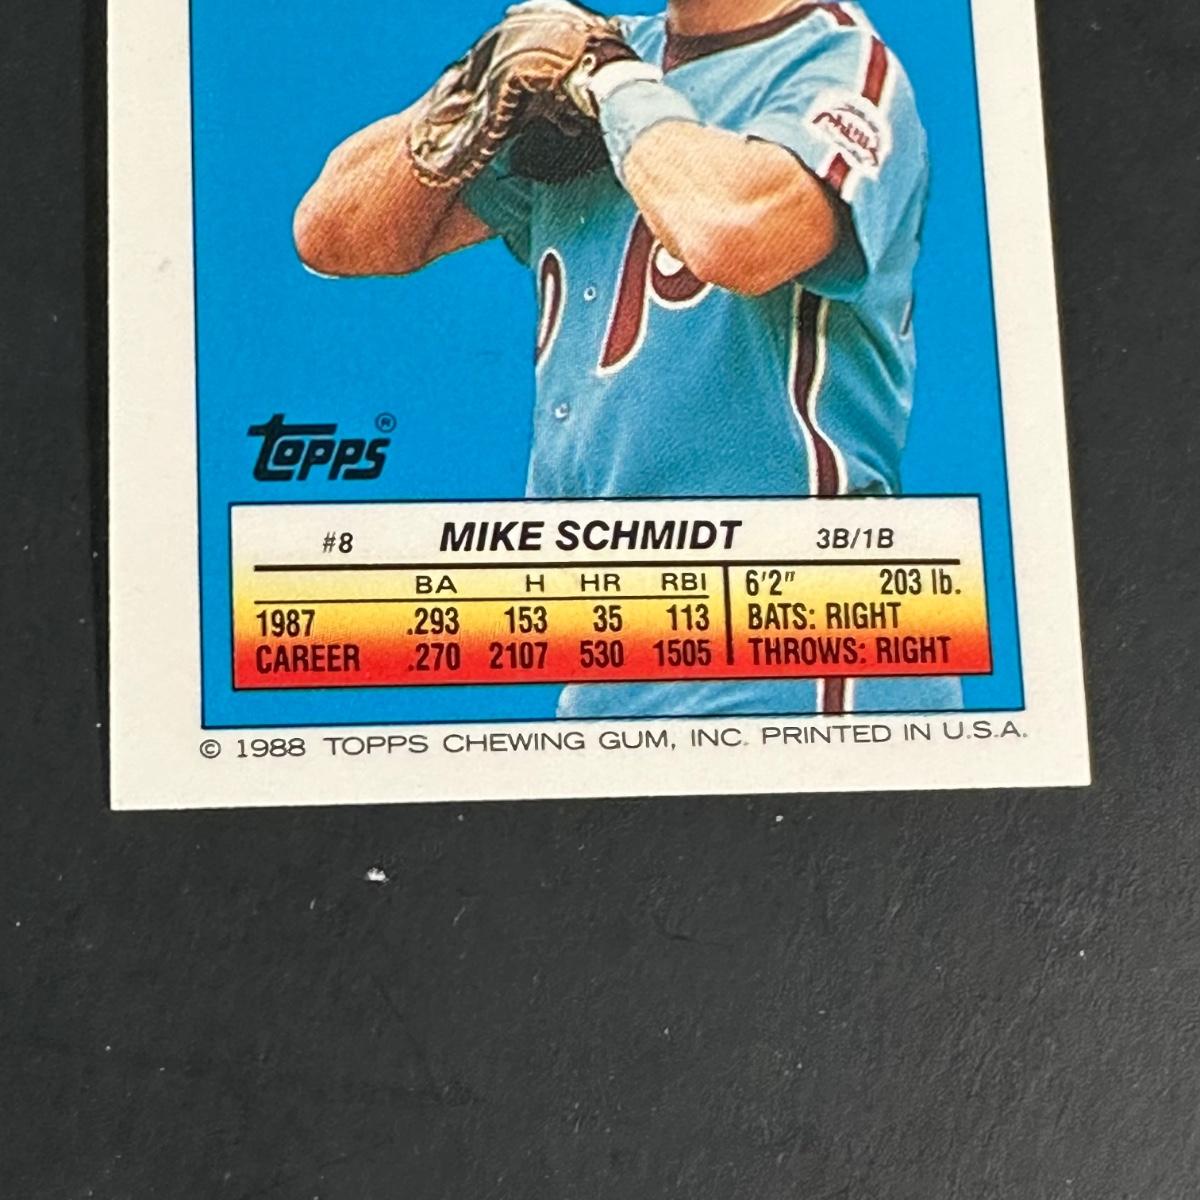 Phillies
P
TOPPS®
#8 MIKE SCHMIDT 3B/1B
BA H HR RBI 6'2" 203 lb.
1987 .293 153 35 113 BATS: RIGHT
CAREER .270 2107 530 1505 THROWS: RIGHT
© 1988 TOPPS CHEWING GUM, INC. PRINTED IN U.S.A.